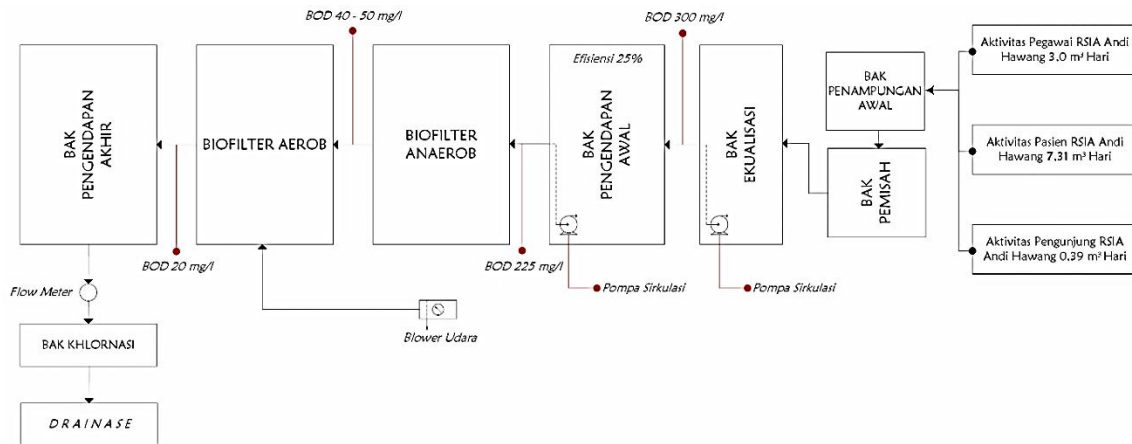 BOD 40 - 50 mg/l
BOD 300 mg/l
BAK
PENGENDAPAN
AKHIR
BIOFILTER AEROB
BIOFILTER
ANAEROB
Efisiensi 25%
BAK
PENGENDAPAN
AWAL
BAK
EKUALISASI
BAK
PENAMPUNGAN
AWAL
BAK
PEMISAH
Aktivitas Pegawai RSIA Andi
Hawang 3.0 m³ Hari
Aktivitas Pasien RSIA Andi
Hawang 7.31 m³ Hari
Aktivitas Pengunjung RSIA
Andi Hawang 0.39 m³ Hari
BOD 20 mg/l
BOD 225 mg/l
Pompa Sirkulasi
Pompa Sirkulasi
Flow Meter
Blower Udara
BAK KHLORNASI
DRAINASE